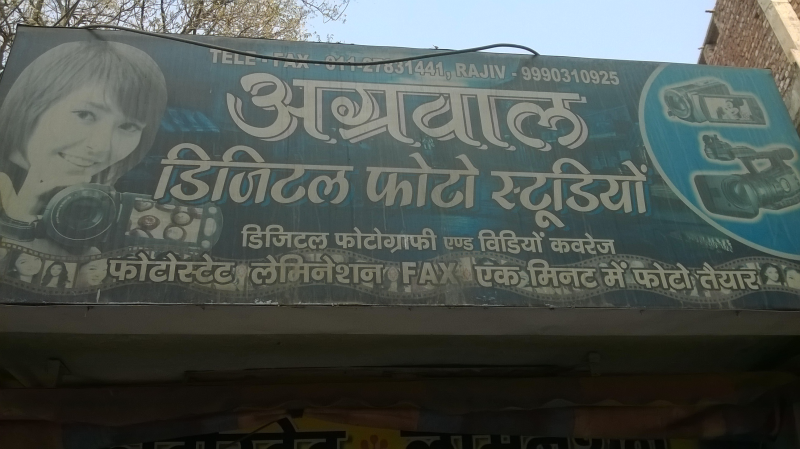 TELE - FAX - 011-27831441, RAJIV - 9990310925
अग्रवाल
डिजिटल फोटो स्टूडियों
डिजिटल फोटोग्राफी एण्ड विडियों कवरेज
फोटोस्टेट लेमिनेशन FAX एक मिनट में फोटो तैयार